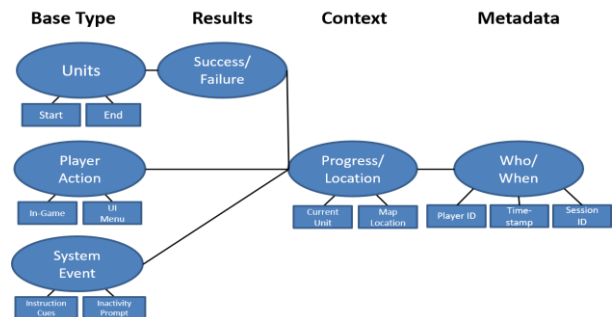 Base Type
Results
Context
Metadata
Units
Success/
Failure
Start
End
Player
Action
Progress/
Location
Who/
When
In-Game
UI
Menu
Current
Unit
Map
Location
Player ID
Time-
stamp
Session
ID
System
Event
Instruction
Cues
Inactivity
Prompt